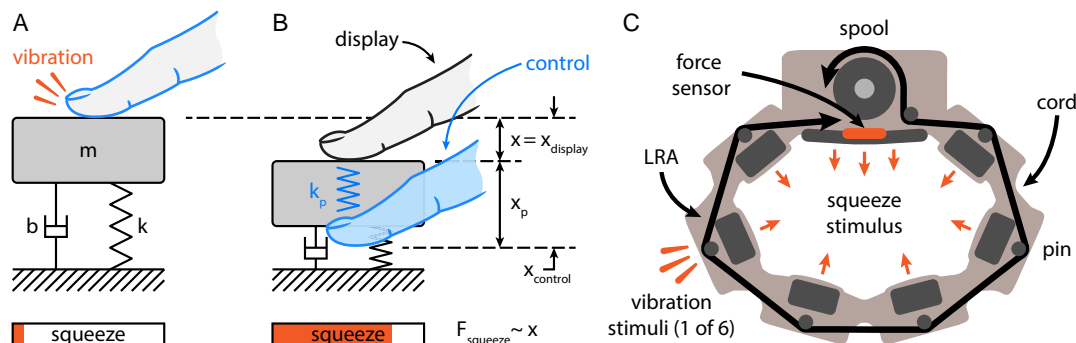 A
vibration
m
b
k
squeeze
B
display
control
x = x_display
k_p
x_p
x_control
squeeze
F_squeeze ~ x
C
spool
force
sensor
cord
LRA
squeeze
stimulus
pin
vibration
stimuli (1 of 6)